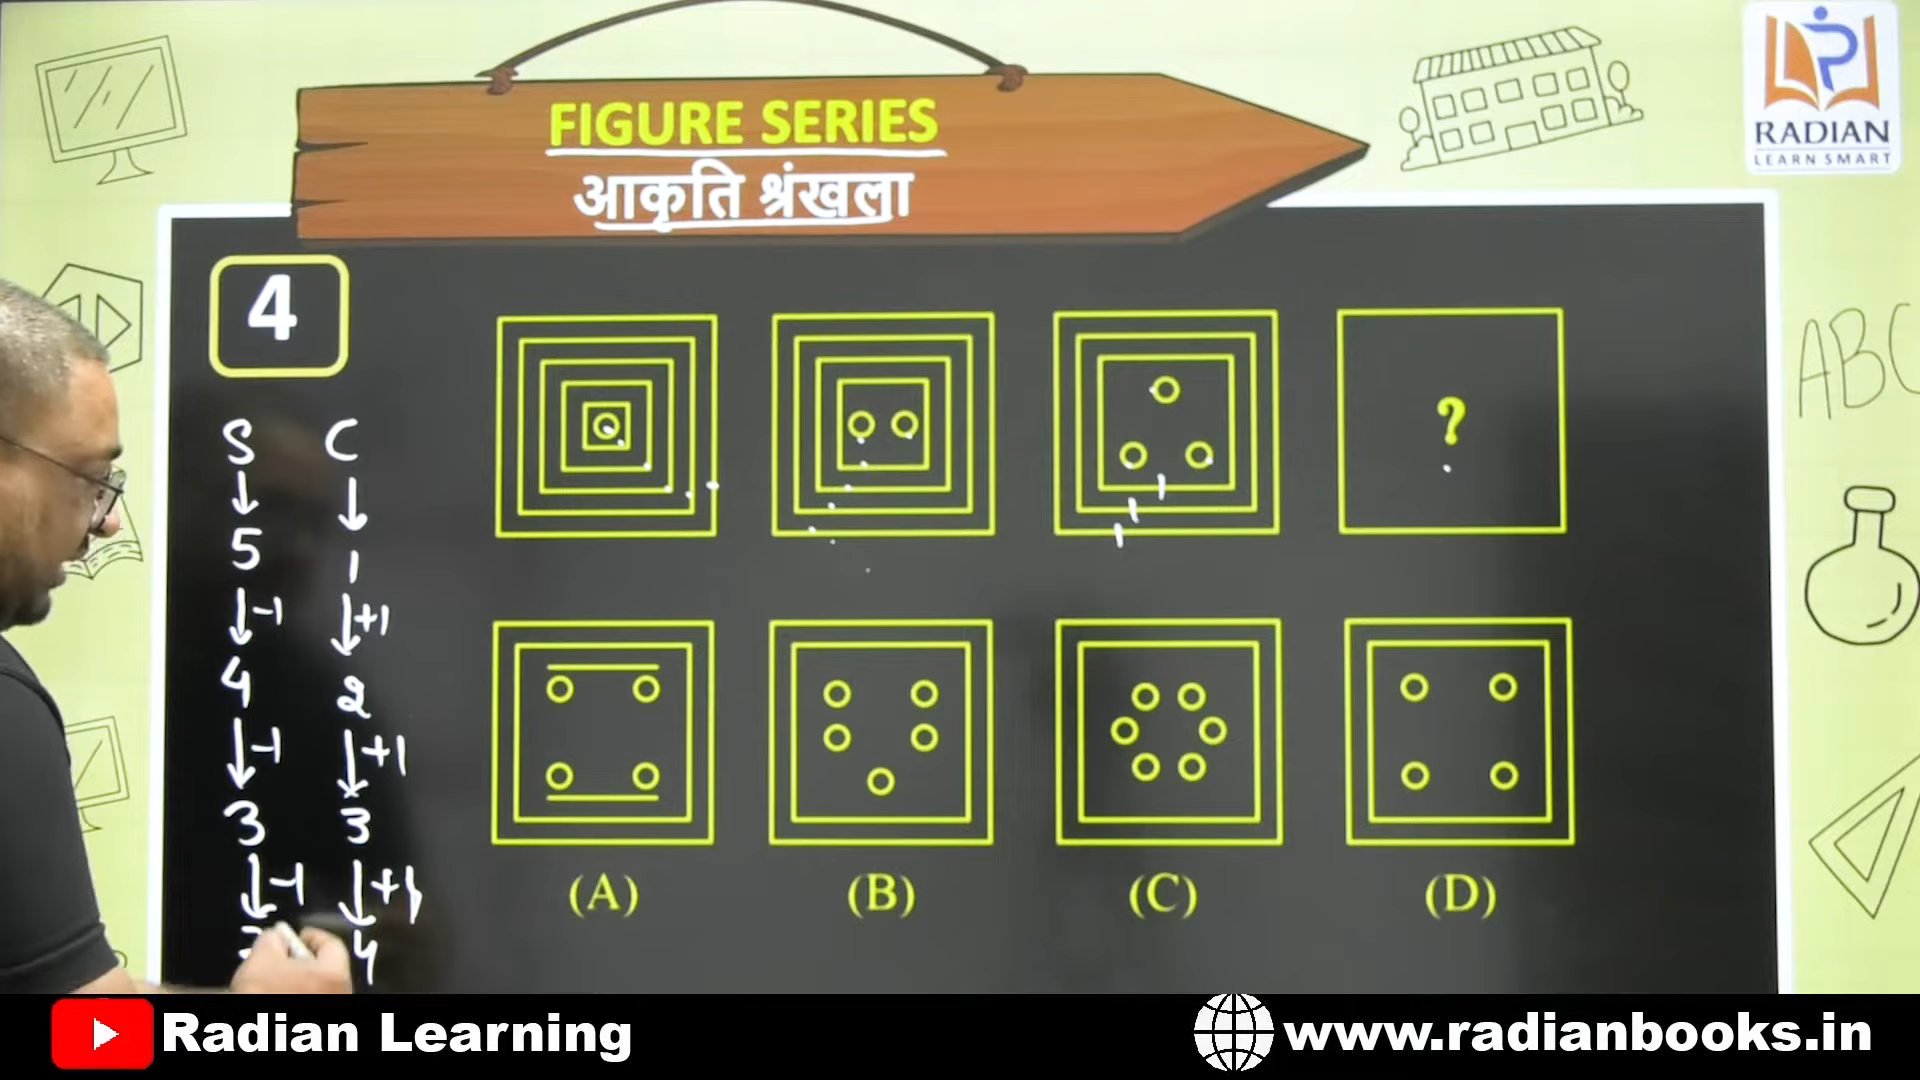 FIGURE SERIES
आकृति श्रंखला
RADIAN
LEARN SMART
4
ABC
?
S C
5 1
-1 +1
4 2
-1 +1
3 3
-1 +1
4
(A) (B) (C) (D)
Radian Learning
www.radianbooks.in